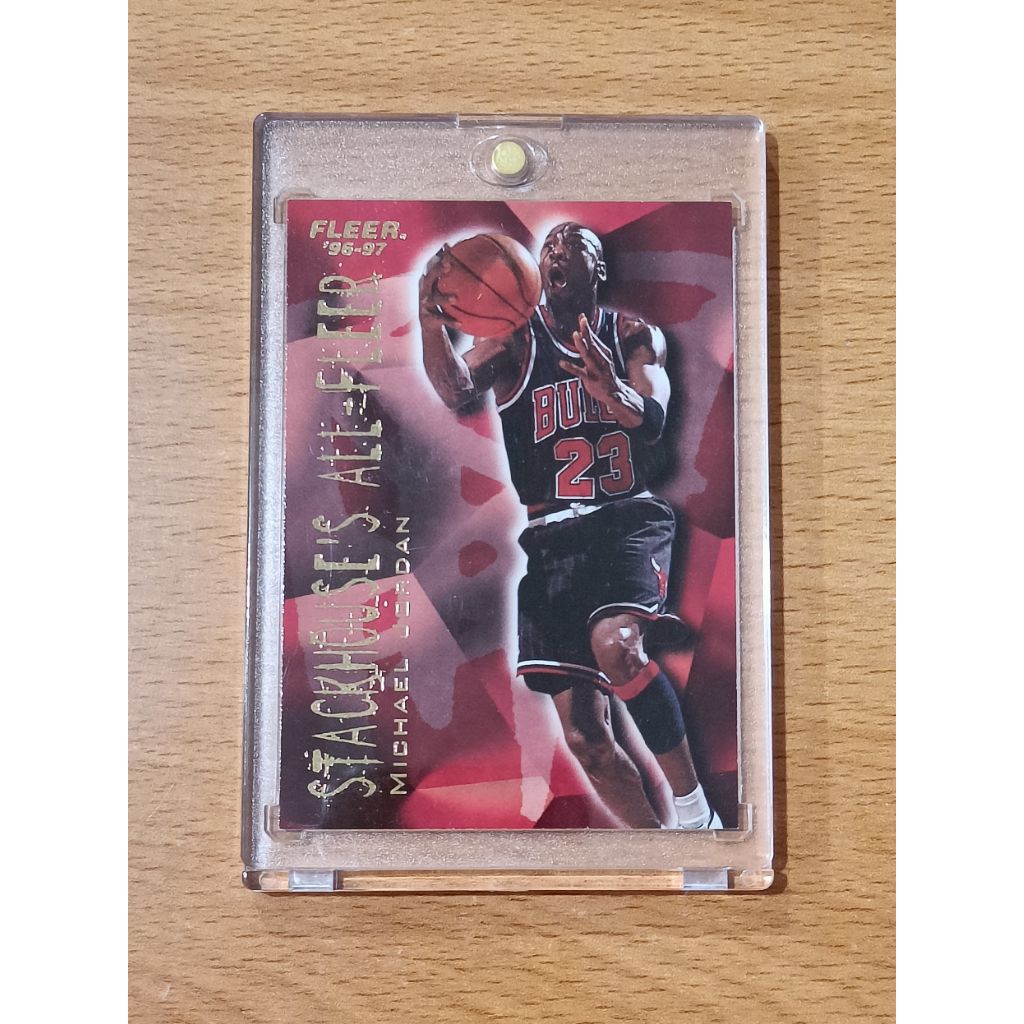 FLEER.
'96-97
STACKHOUSE'S ALL-FLEER
MICHAEL JORDAN
BULLS
23